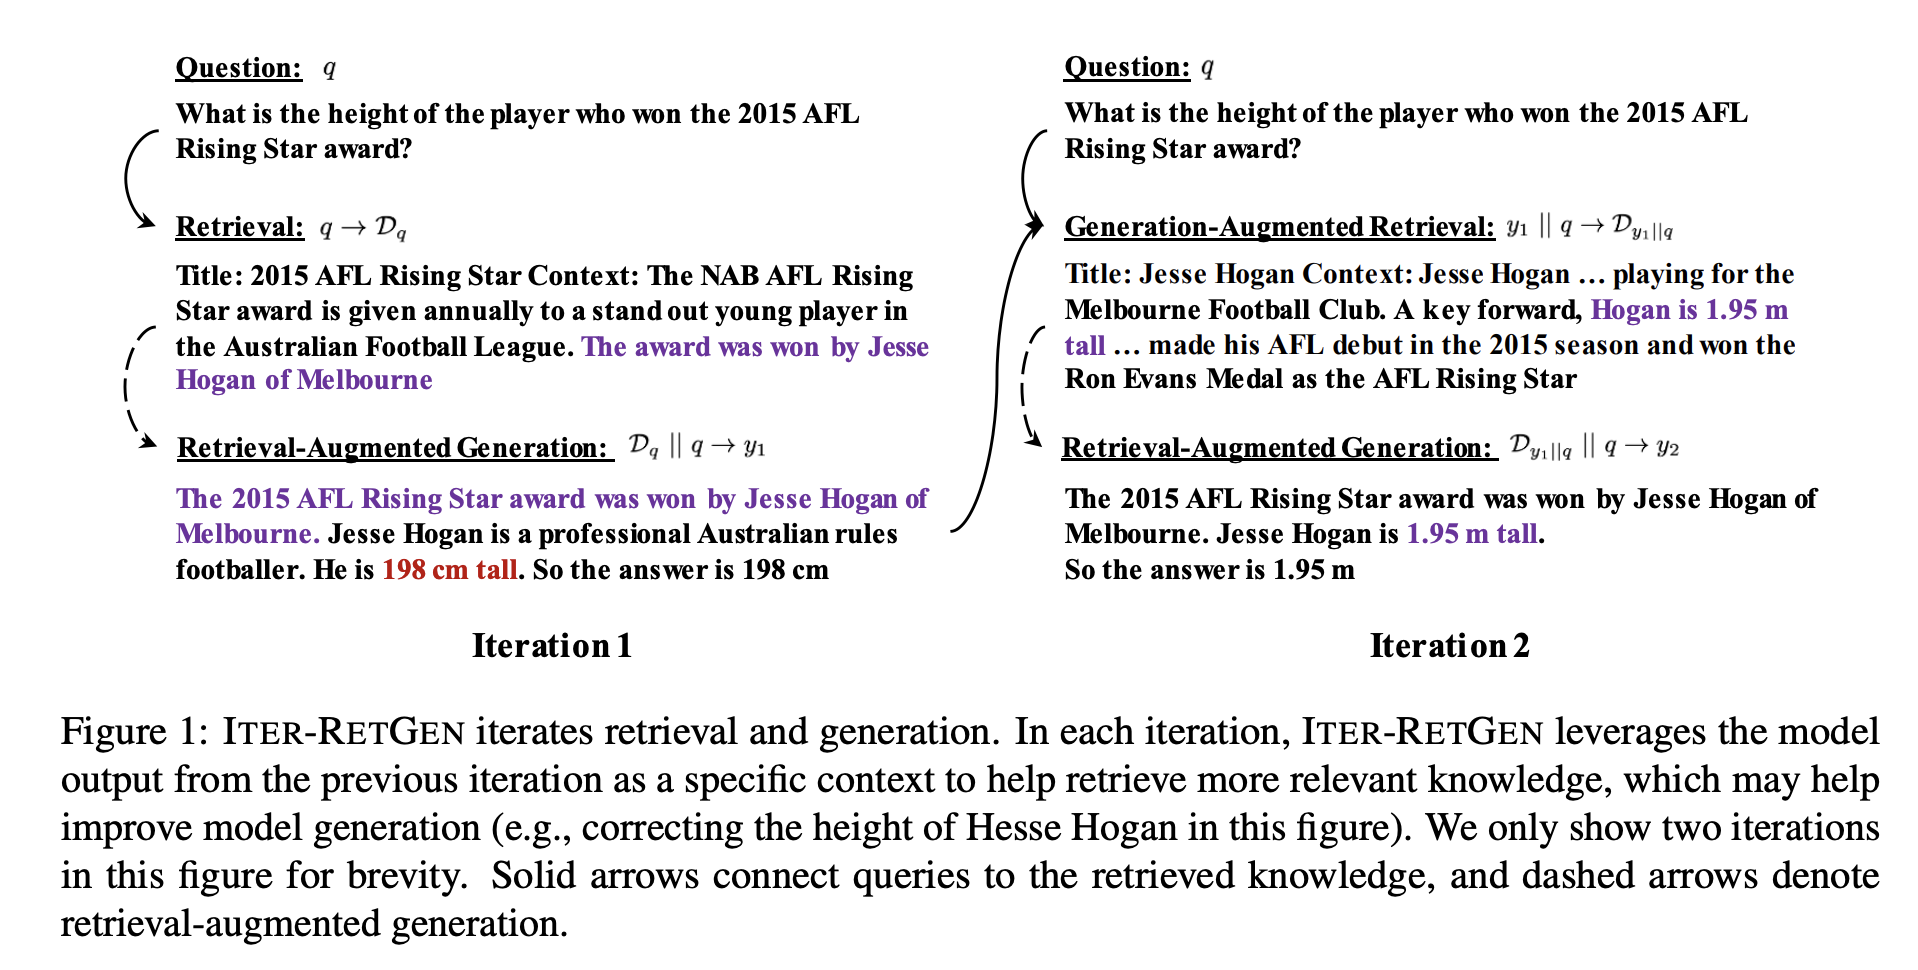 Question: q
What is the height of the player who won the 2015 AFL
Rising Star award?
Retrieval: q → D_q
Title: 2015 AFL Rising Star Context: The NAB AFL Rising
Star award is given annually to a stand out young player in
the Australian Football League. The award was won by Jesse
Hogan of Melbourne
Retrieval-Augmented Generation: D_q || q → y_1
The 2015 AFL Rising Star award was won by Jesse Hogan of
Melbourne. Jesse Hogan is a professional Australian rules
footballer. He is 198 cm tall. So the answer is 198 cm
Iteration 1
Question: q
What is the height of the player who won the 2015 AFL
Rising Star award?
Generation-Augmented Retrieval: y_1 || q → D_{y_1||q}
Title: Jesse Hogan Context: Jesse Hogan … playing for the
Melbourne Football Club. A key forward, Hogan is 1.95 m
tall … made his AFL debut in the 2015 season and won the
Ron Evans Medal as the AFL Rising Star
Retrieval-Augmented Generation: D_{y_1||q} || q → y_2
The 2015 AFL Rising Star award was won by Jesse Hogan of
Melbourne. Jesse Hogan is 1.95 m tall.
So the answer is 1.95 m
Iteration 2
Figure 1: ITER-RETGEN iterates retrieval and generation. In each iteration, ITER-RETGEN leverages the model
output from the previous iteration as a specific context to help retrieve more relevant knowledge, which may help
improve model generation (e.g., correcting the height of Hesse Hogan in this figure). We only show two iterations
in this figure for brevity. Solid arrows connect queries to the retrieved knowledge, and dashed arrows denote
retrieval-augmented generation.